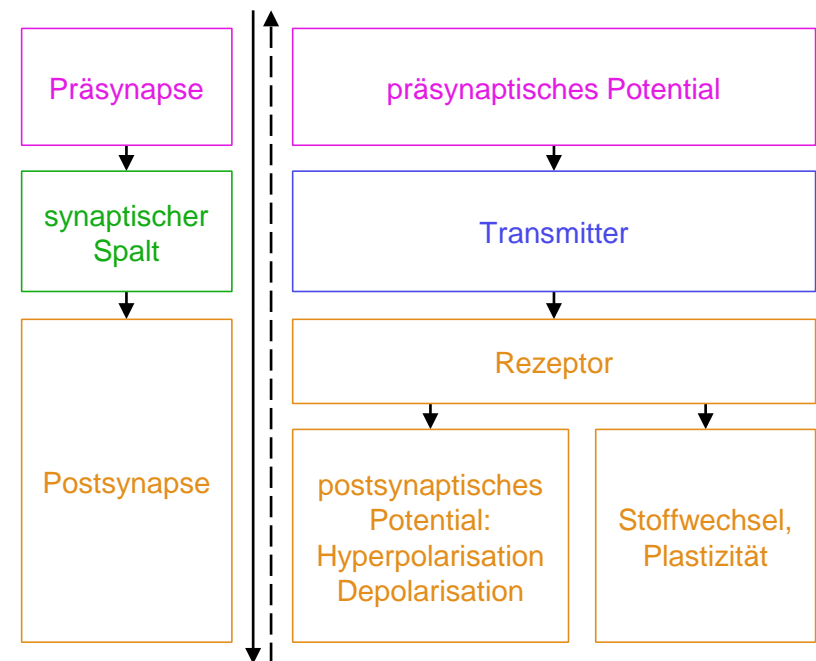 Präsynapse
präsynaptisches Potential
synaptischer
Spalt
Transmitter
Rezeptor
Postsynapse
postsynaptisches
Potential:
Hyperpolarisation
Depolarisation
Stoffwechsel,
Plastizität